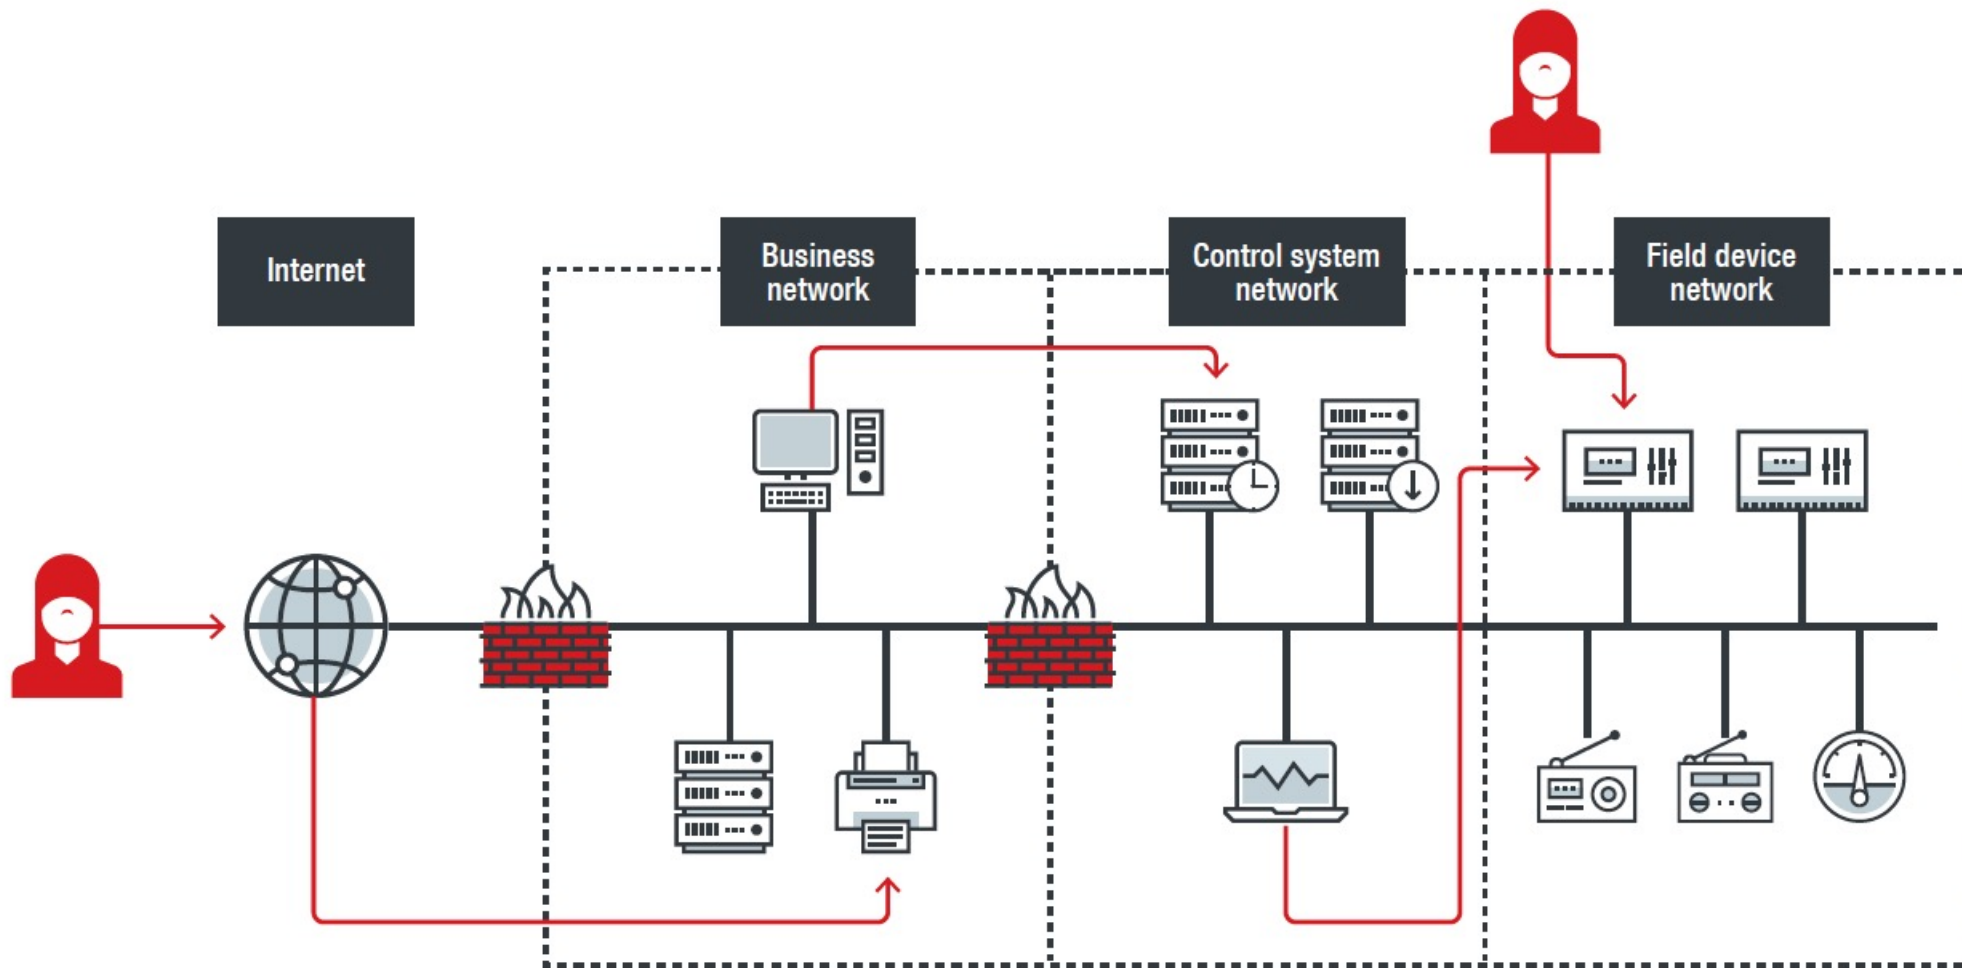 Internet
Business
network
Control system
network
Field device
network